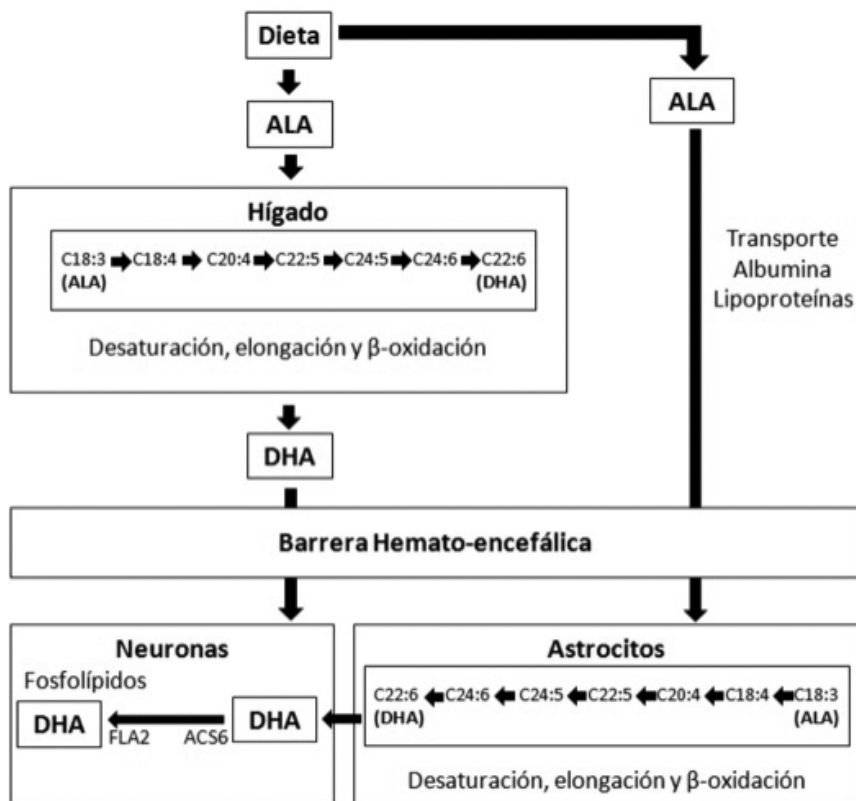 Dieta
ALA
ALA
Hígado
C18:3 C18:4 C20:4 C22:5 C24:5 C24:6 C22:6
(ALA) (DHA)
Desaturación, elongación y β-oxidación
Transporte
Albumina
Lipoproteínas
DHA
Barrera Hemato-encefálica
Neuronas
Fosfolípidos
DHA DHA
FLA2 ACS6
Astrocitos
C22:6 C24:6 C24:5 C22:5 C20:4 C18:4 C18:3
(DHA) (ALA)
Desaturación, elongación y β-oxidación